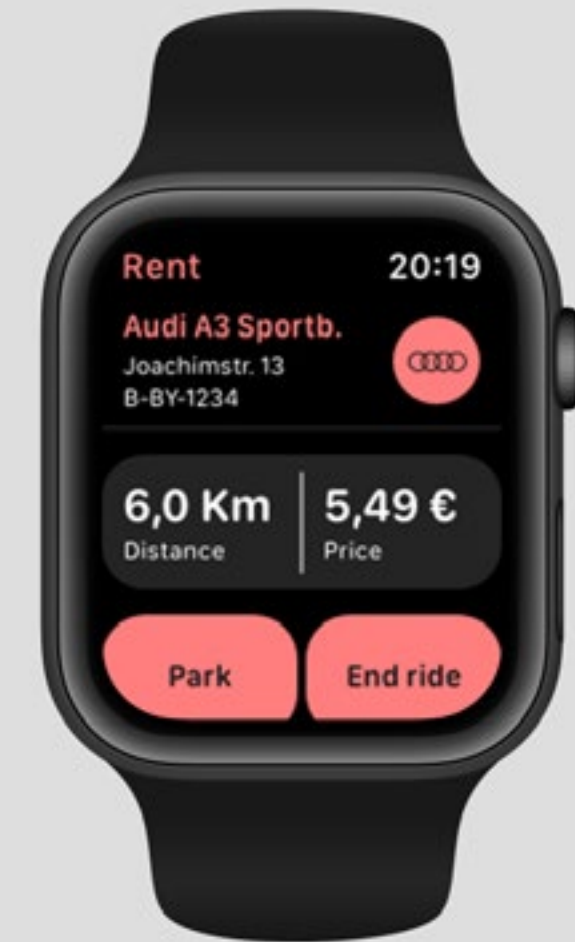 Rent 20:19
Audi A3 Sportb.
Joachimstr. 13
B-BY-1234
6,0 Km 5,49 €
Distance Price
Park End ride